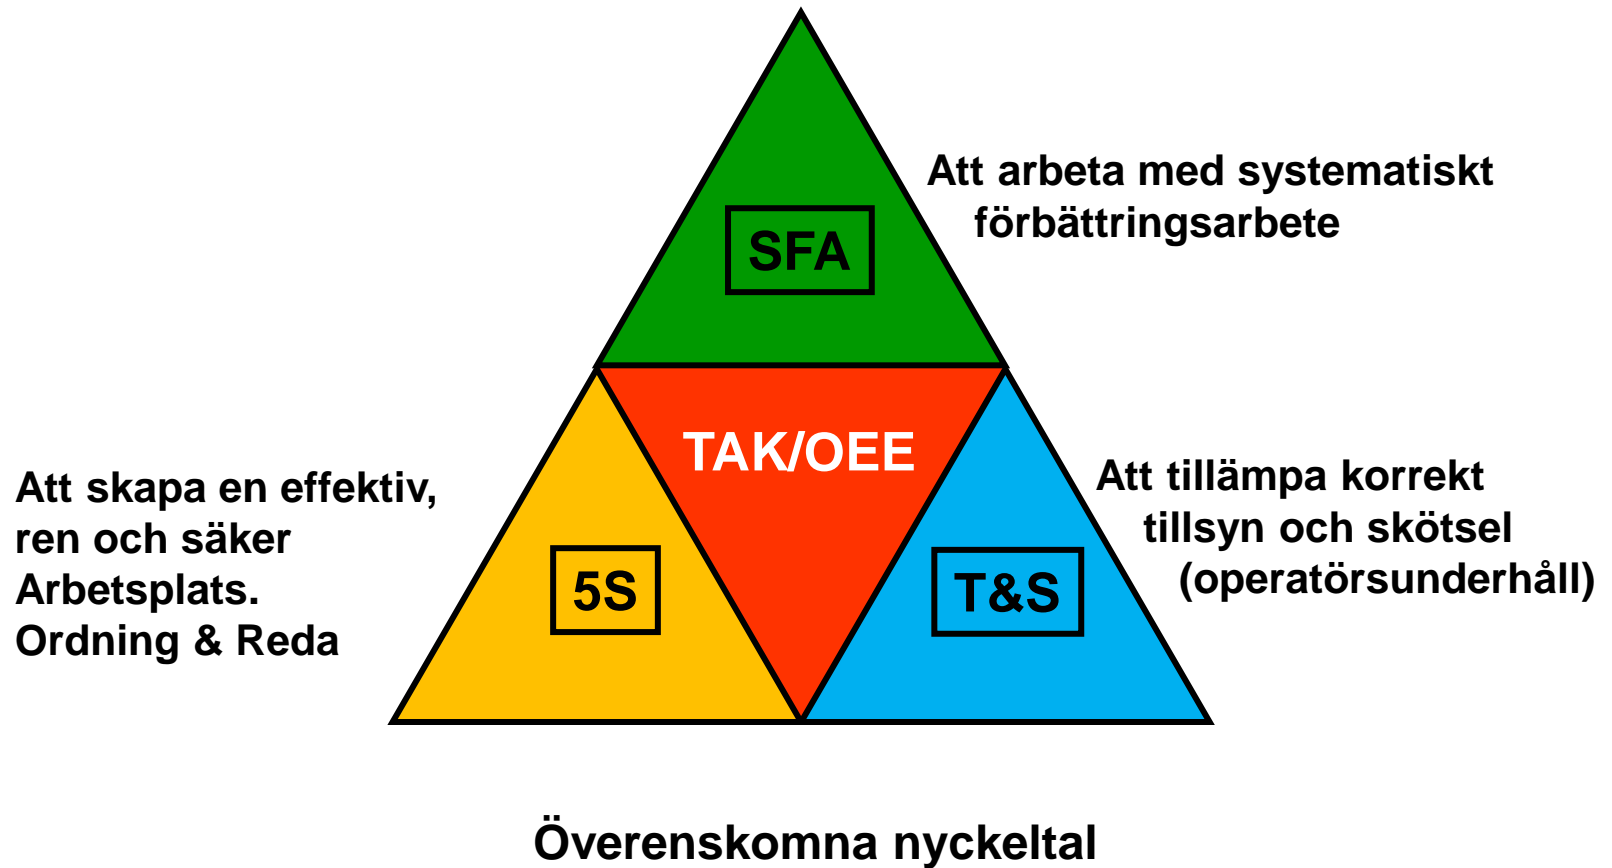 Att arbeta med systematiskt
förbättringsarbete
SFA
TAK/OEE
Att skapa en effektiv,
ren och säker
Arbetsplats.
Ordning & Reda
5S
Att tillämpa korrekt
tillsyn och skötsel
(operatörsunderhåll)
T&S
Överenskomna nyckeltal